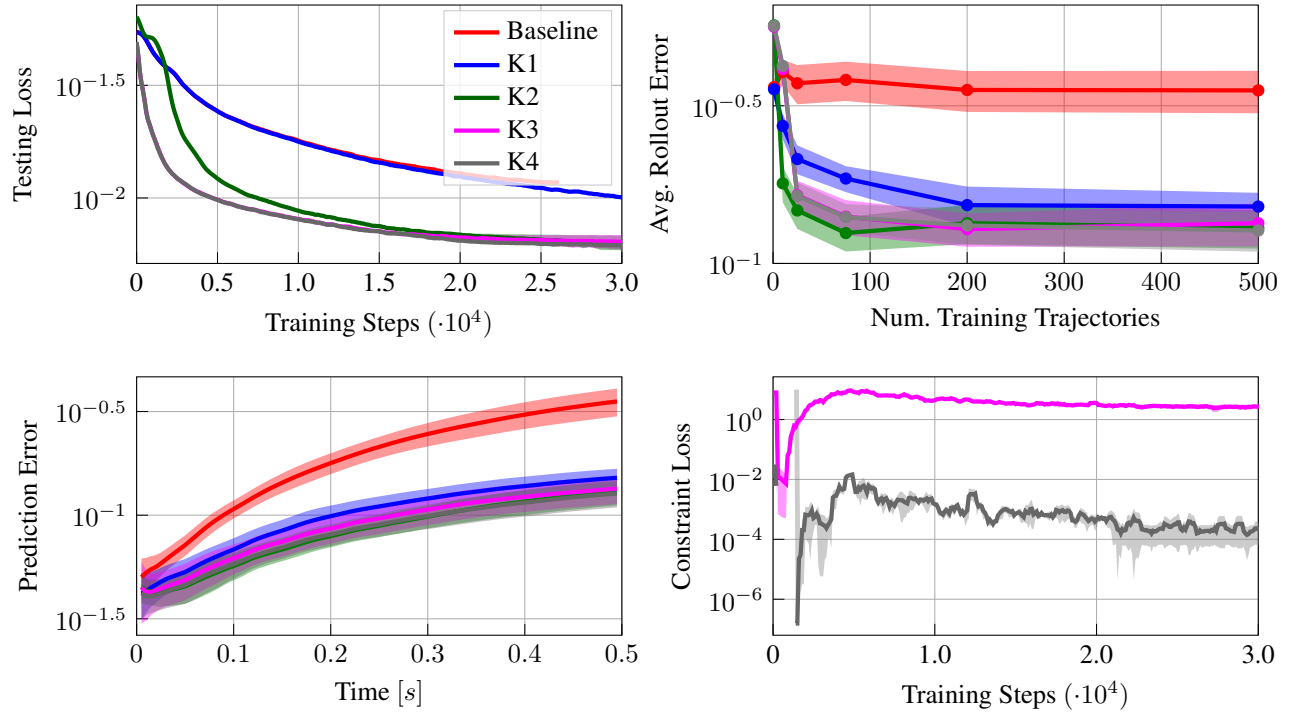 Testing Loss
10^{-1.5}
10^{-2}
0 0.5 1.0 1.5 2.0 2.5 3.0
Training Steps (·10^4)
Baseline
K1
K2
K3
K4
Avg. Rollout Error
10^{-0.5}
10^{-1}
0 100 200 300 400 500
Num. Training Trajectories
Prediction Error
10^{-0.5}
10^{-1}
10^{-1.5}
0 0.1 0.2 0.3 0.4 0.5
Time [s]
Constraint Loss
10^0
10^{-2}
10^{-4}
10^{-6}
0 1.0 2.0 3.0
Training Steps (·10^4)